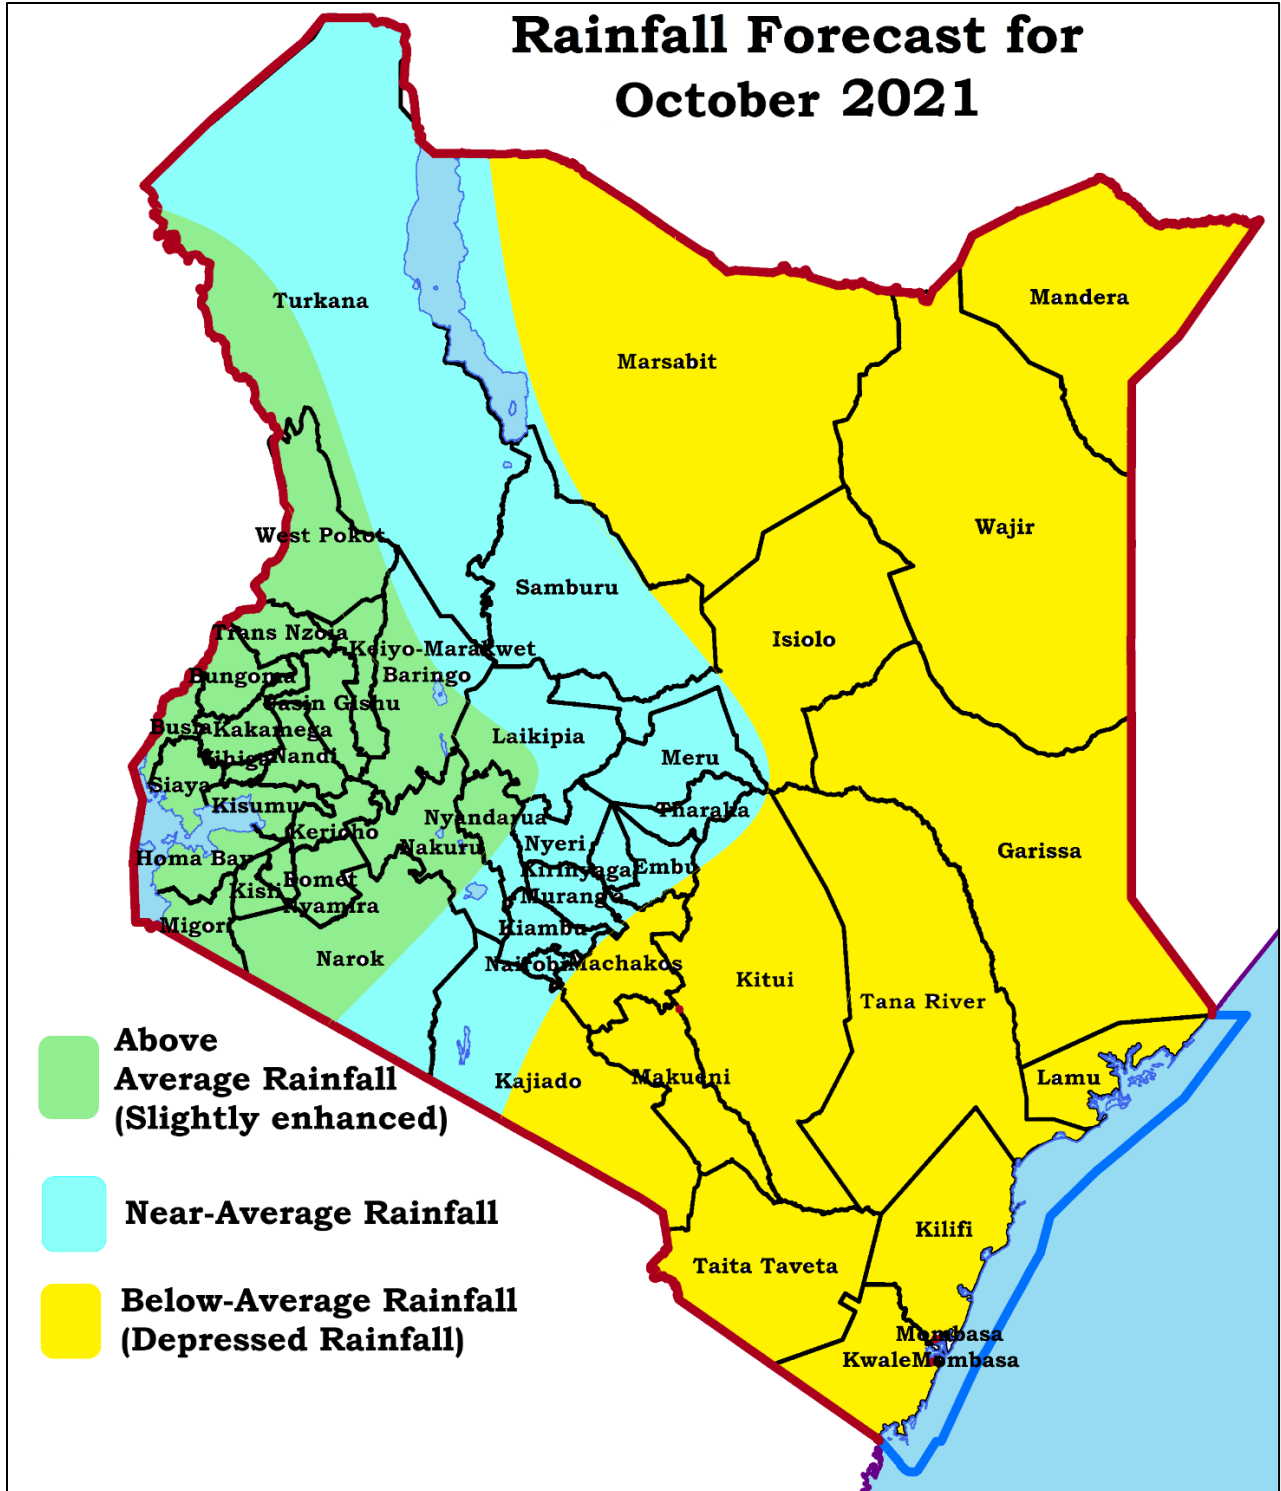 Rainfall Forecast for
October 2021
Mandera
Turkana
Marsabit
Wajir
West Pokot
Samburu
Trans Nzoia
Isiolo
Keiyo-Marakwet
Bungoma
Baringo
Uasin Gishu
Busia
Kakamega
Laikipia
Vihiga
Nandi
Meru
Siaya
Kisumu
Tharaka
Nyandarua
Kericho
Nyeri
Nakuru
Garissa
Homa Bay
Kirinyaga
Embu
Bomet
Kisii
Muranga
Nyamira
Migori
Kiambu
Narok
Nairobi
Machakos
Kitui
Tana River
Above
Average Rainfall
(Slightly enhanced)
Kajiado
Makueni
Lamu
Near-Average Rainfall
Kilifi
Taita Taveta
Below-Average Rainfall
(Depressed Rainfall)
Mombasa
Kwale
Mombasa